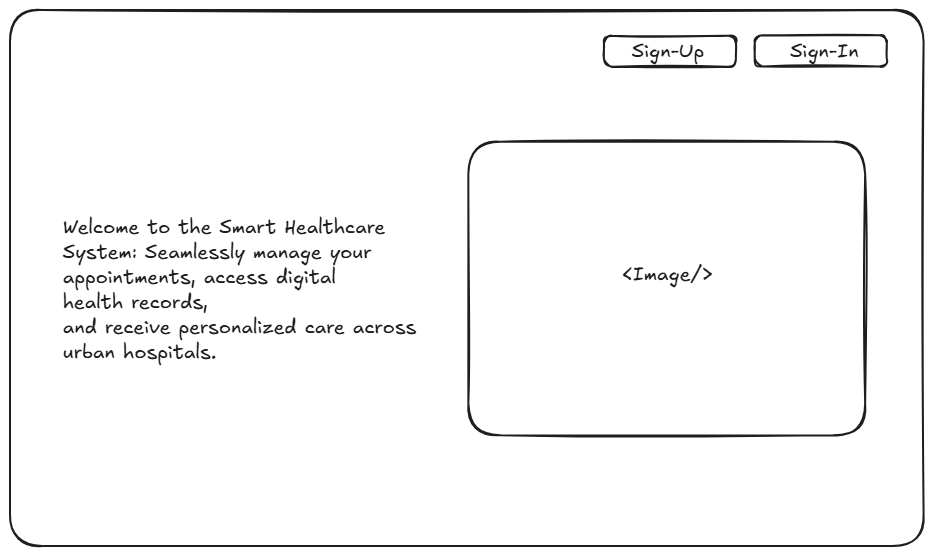 Sign-Up
Sign-In
Welcome to the Smart Healthcare
System: Seamlessly manage your
appointments, access digital
health records,
and receive personalized care across
urban hospitals.
<Image/>